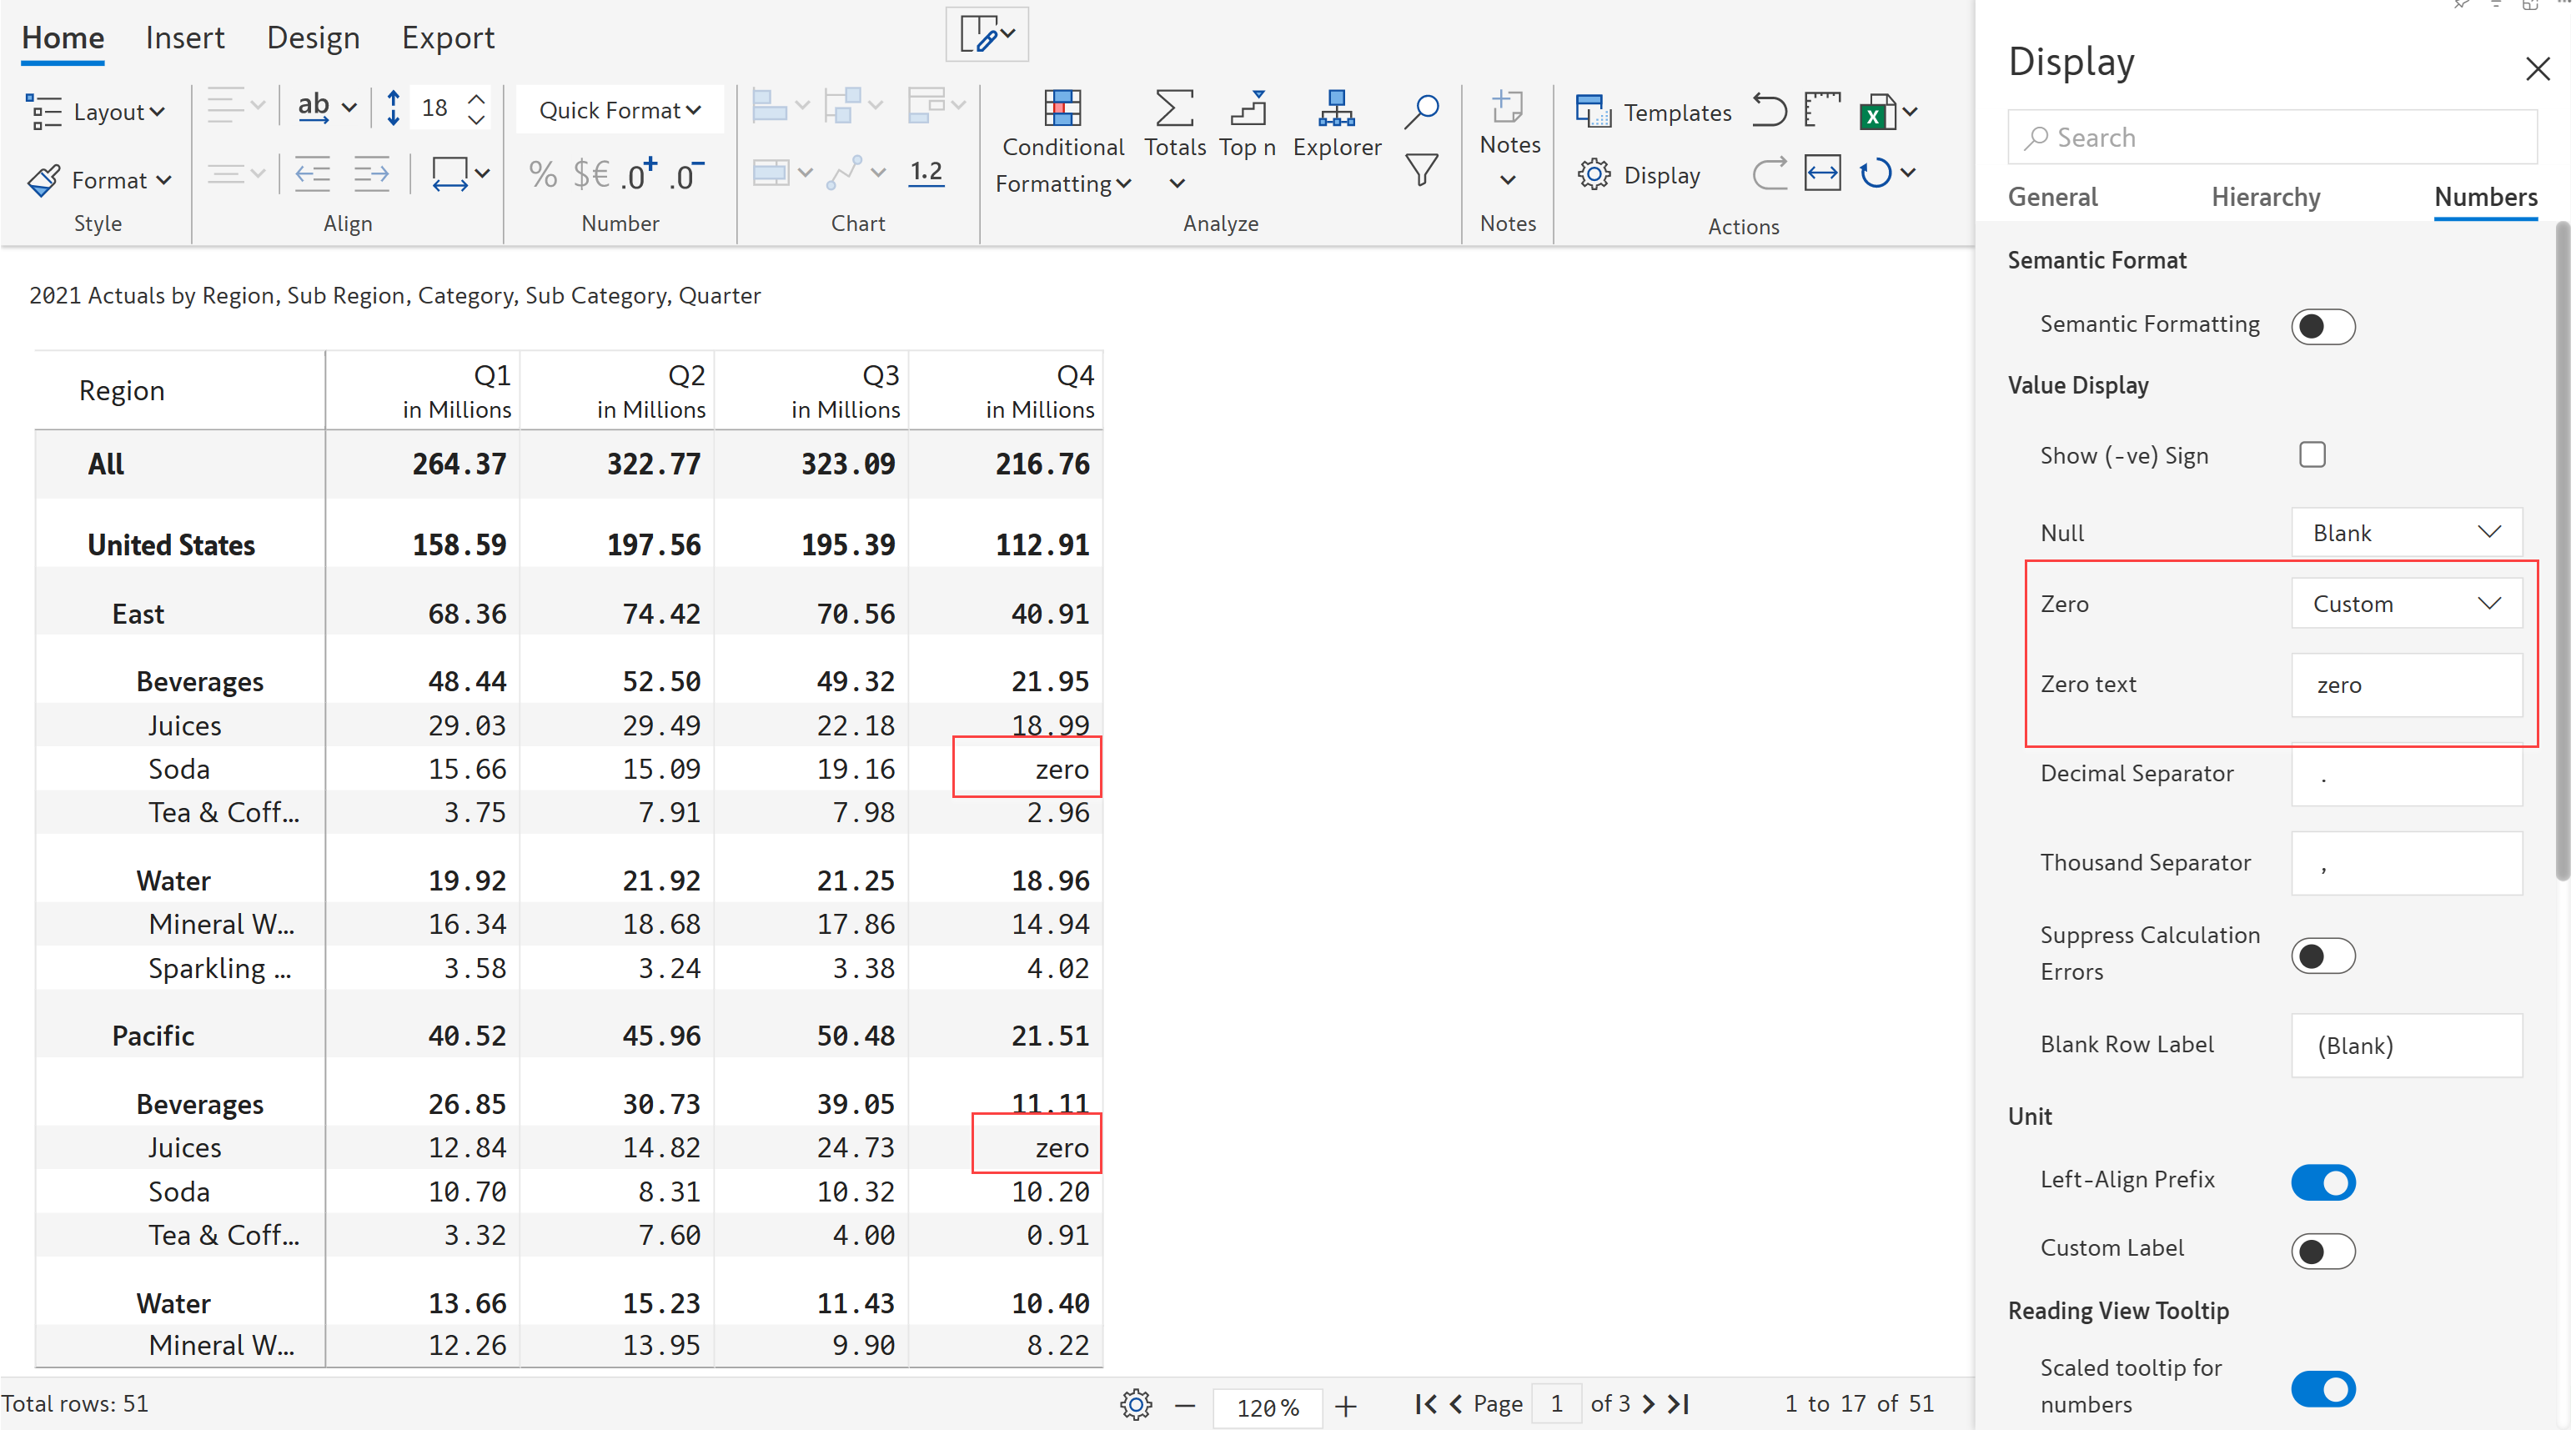 Home Insert Design Export
Layout ab 18 Quick Format
Conditional Formatting Totals Top n Explorer Notes Templates
Format % $€ .0+ .0- 1.2 Display
Style Align Number Chart Analyze Notes Actions
2021 Actuals by Region, Sub Region, Category, Sub Category, Quarter
Region Q1 Q2 Q3 Q4
in Millions in Millions in Millions in Millions
All 264.37 322.77 323.09 216.76
United States 158.59 197.56 195.39 112.91
East 68.36 74.42 70.56 40.91
Beverages 48.44 52.50 49.32 21.95
Juices 29.03 29.49 22.18 18.99
Soda 15.66 15.09 19.16 zero
Tea & Coff... 3.75 7.91 7.98 2.96
Water 19.92 21.92 21.25 18.96
Mineral W... 16.34 18.68 17.86 14.94
Sparkling ... 3.58 3.24 3.38 4.02
Pacific 40.52 45.96 50.48 21.51
Beverages 26.85 30.73 39.05 11.11
Juices 12.84 14.82 24.73 zero
Soda 10.70 8.31 10.32 10.20
Tea & Coff... 3.32 7.60 4.00 0.91
Water 13.66 15.23 11.43 10.40
Mineral W... 12.26 13.95 9.90 8.22
Total rows: 51 120% Page 1 of 3 1 to 17 of 51
Display
Search
General Hierarchy Numbers
Semantic Format
Semantic Formatting
Value Display
Show (-ve) Sign
Null Blank
Zero Custom
Zero text zero
Decimal Separator .
Thousand Separator ,
Suppress Calculation
Errors
Blank Row Label (Blank)
Unit
Left-Align Prefix
Custom Label
Reading View Tooltip
Scaled tooltip for
numbers